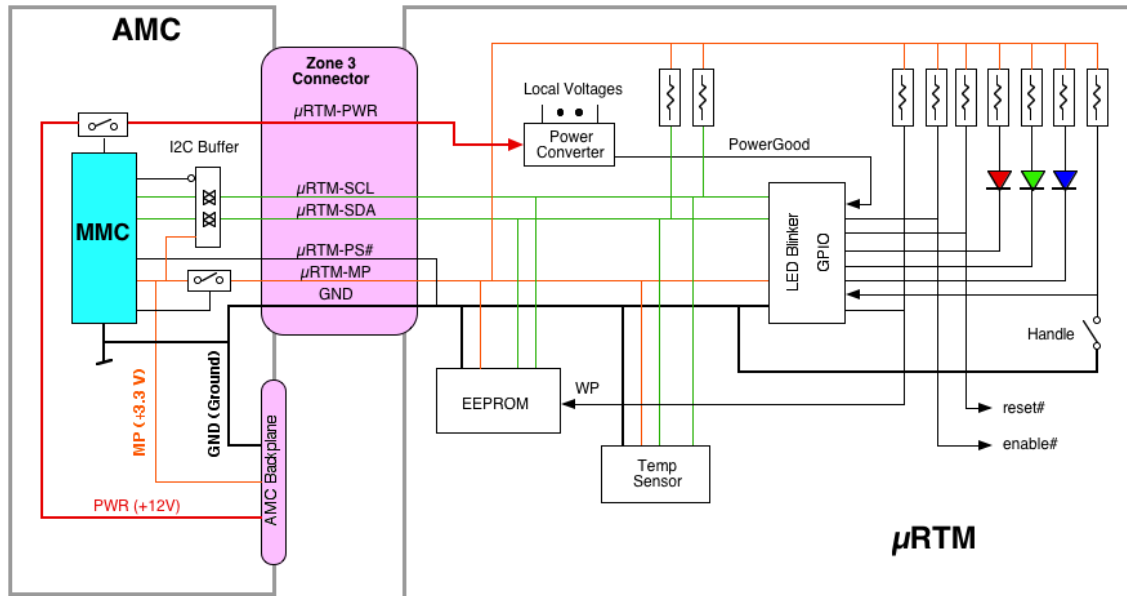 AMC
Zone 3
Connector
µRTM-PWR
Local Voltages
Power
Converter
PowerGood
I2C Buffer
µRTM-SCL
µRTM-SDA
MMC
µRTM-PS#
µRTM-MP
GND
LED Blinker
GPIO
Handle
MP (+3.3 V)
GND (Ground)
EEPROM
WP
reset#
enable#
Temp
Sensor
AMC Backplane
PWR (+12V)
µRTM